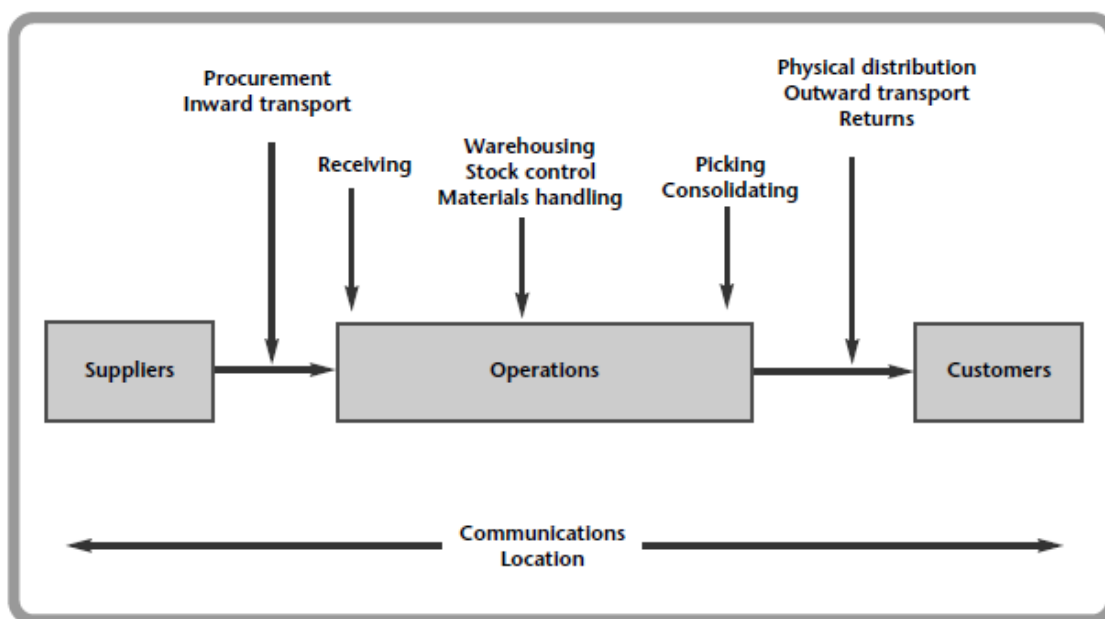 Procurement
Inward transport
Receiving
Warehousing
Stock control
Materials handling
Picking
Consolidating
Physical distribution
Outward transport
Returns
Suppliers
Operations
Customers
Communications
Location